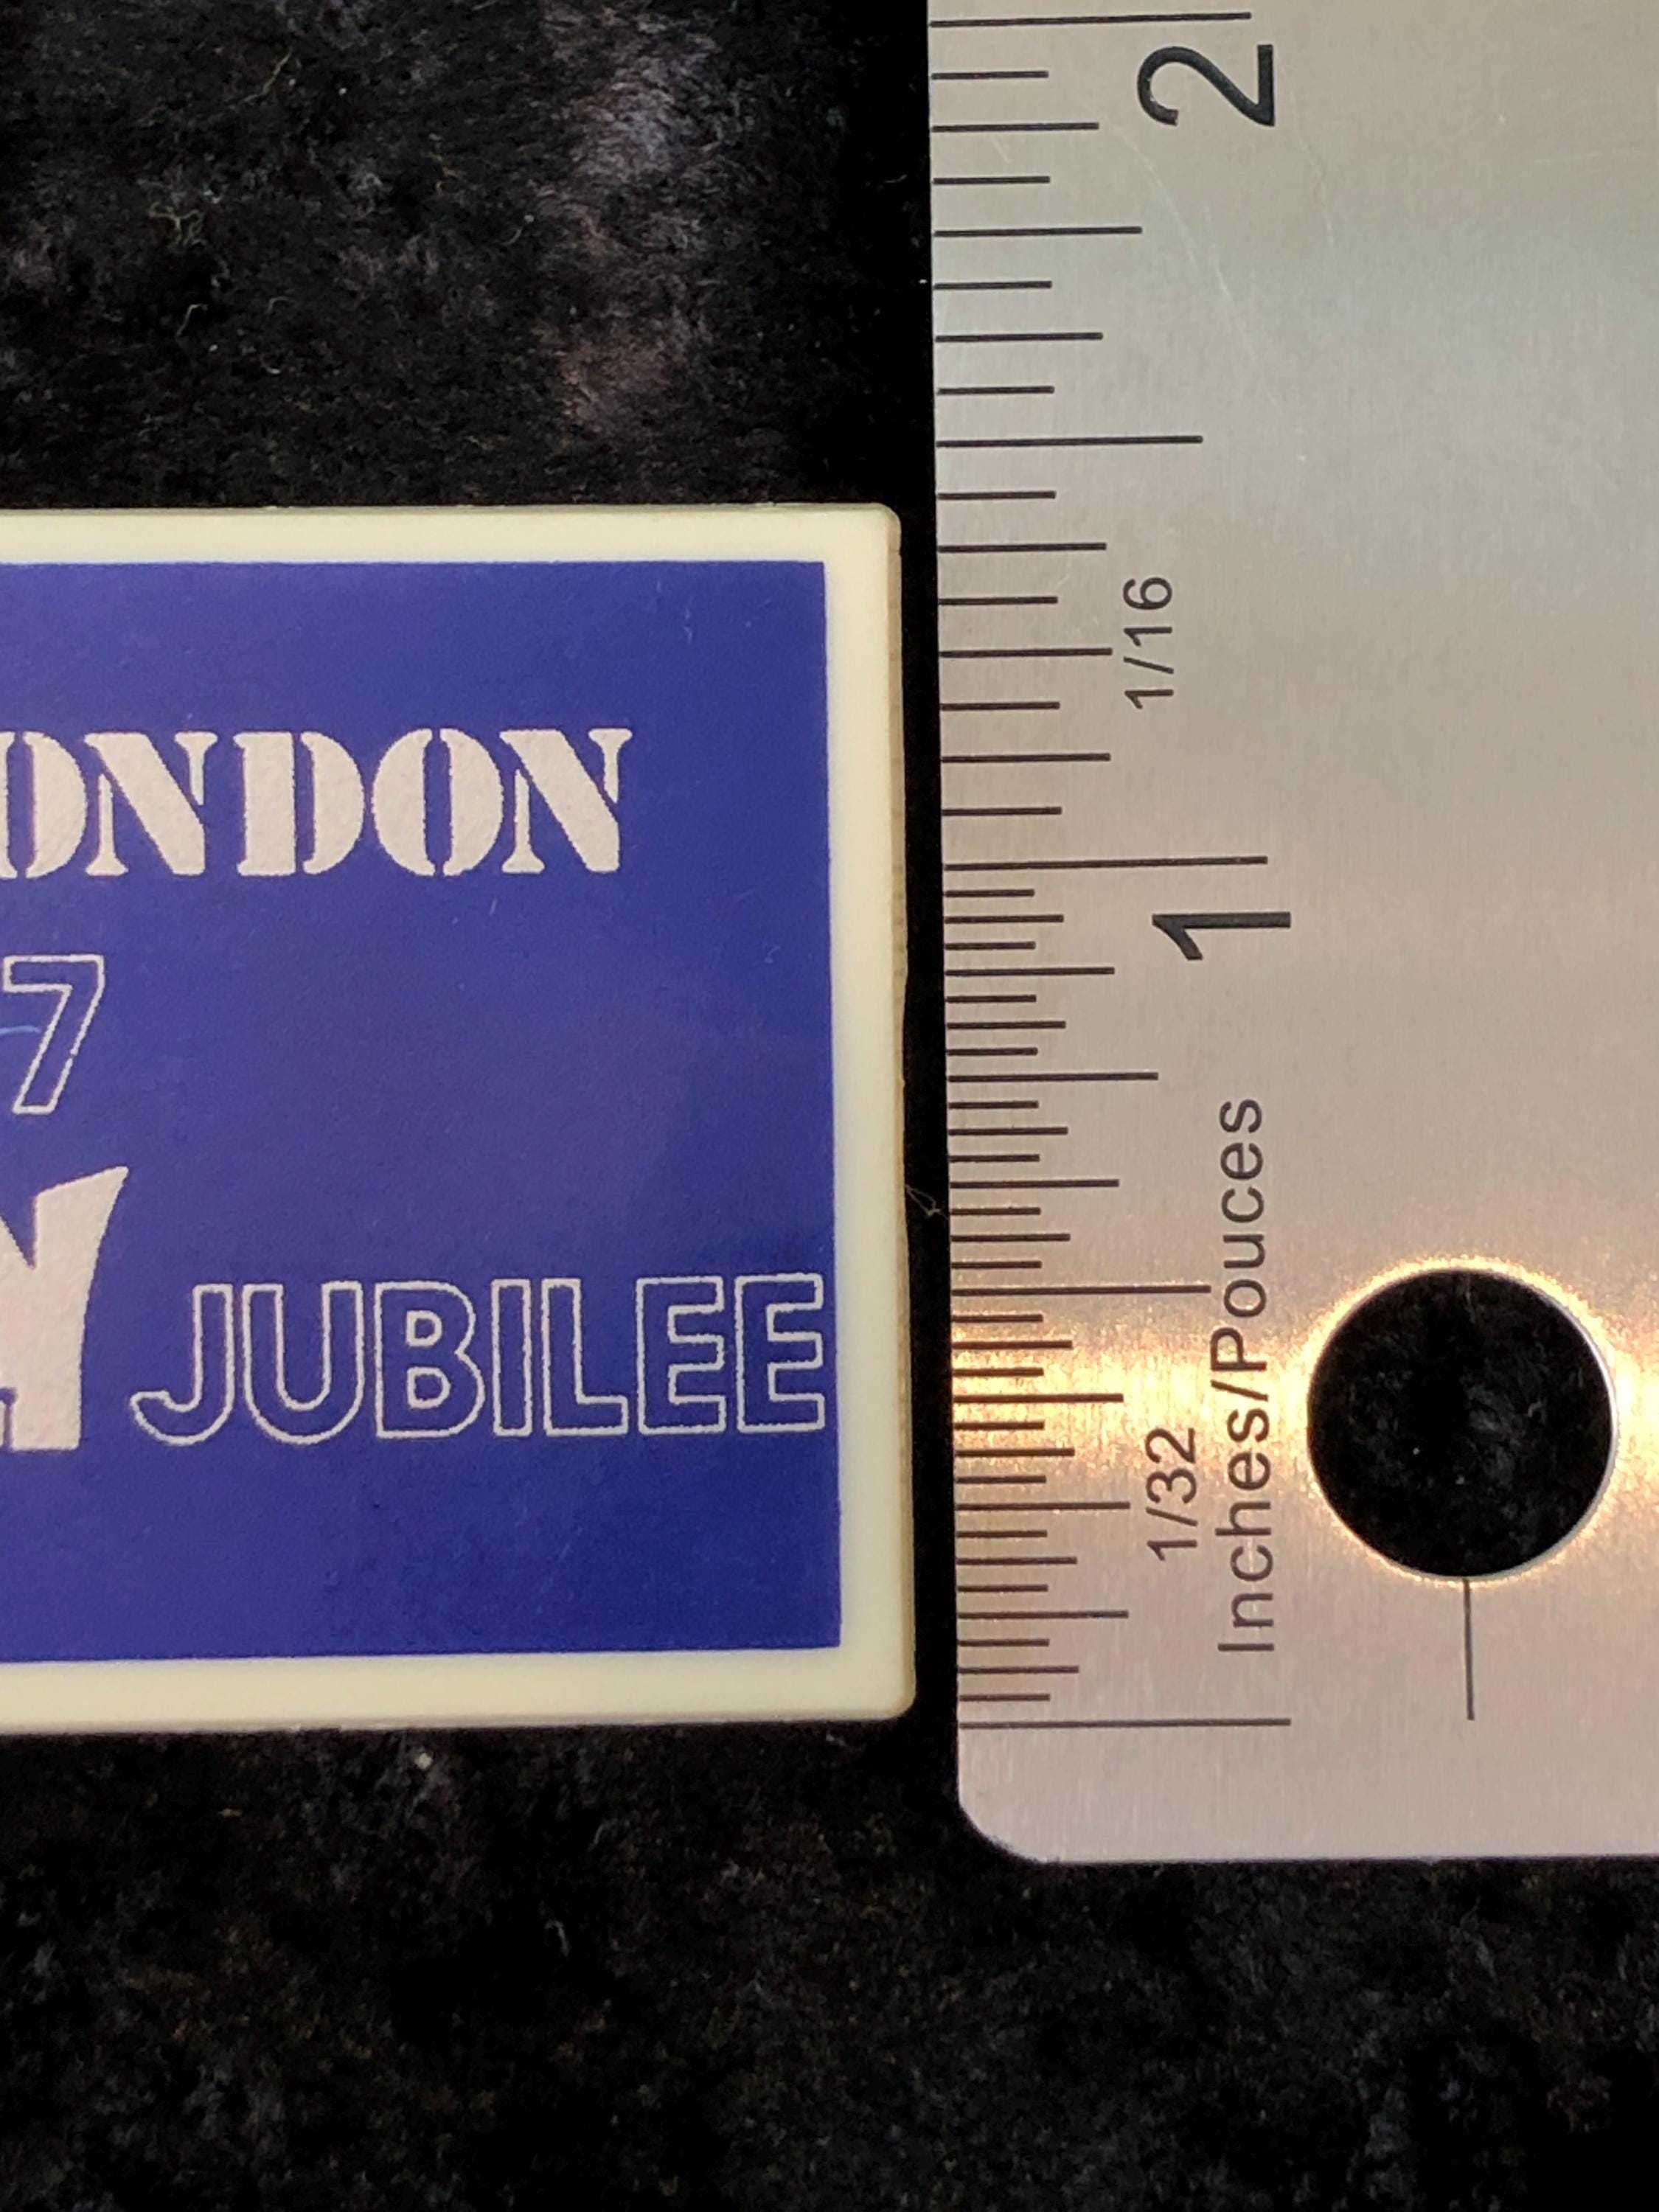 ONDON
7
JUBILEE
2
1/16
1
1/32
Inches/Pouces